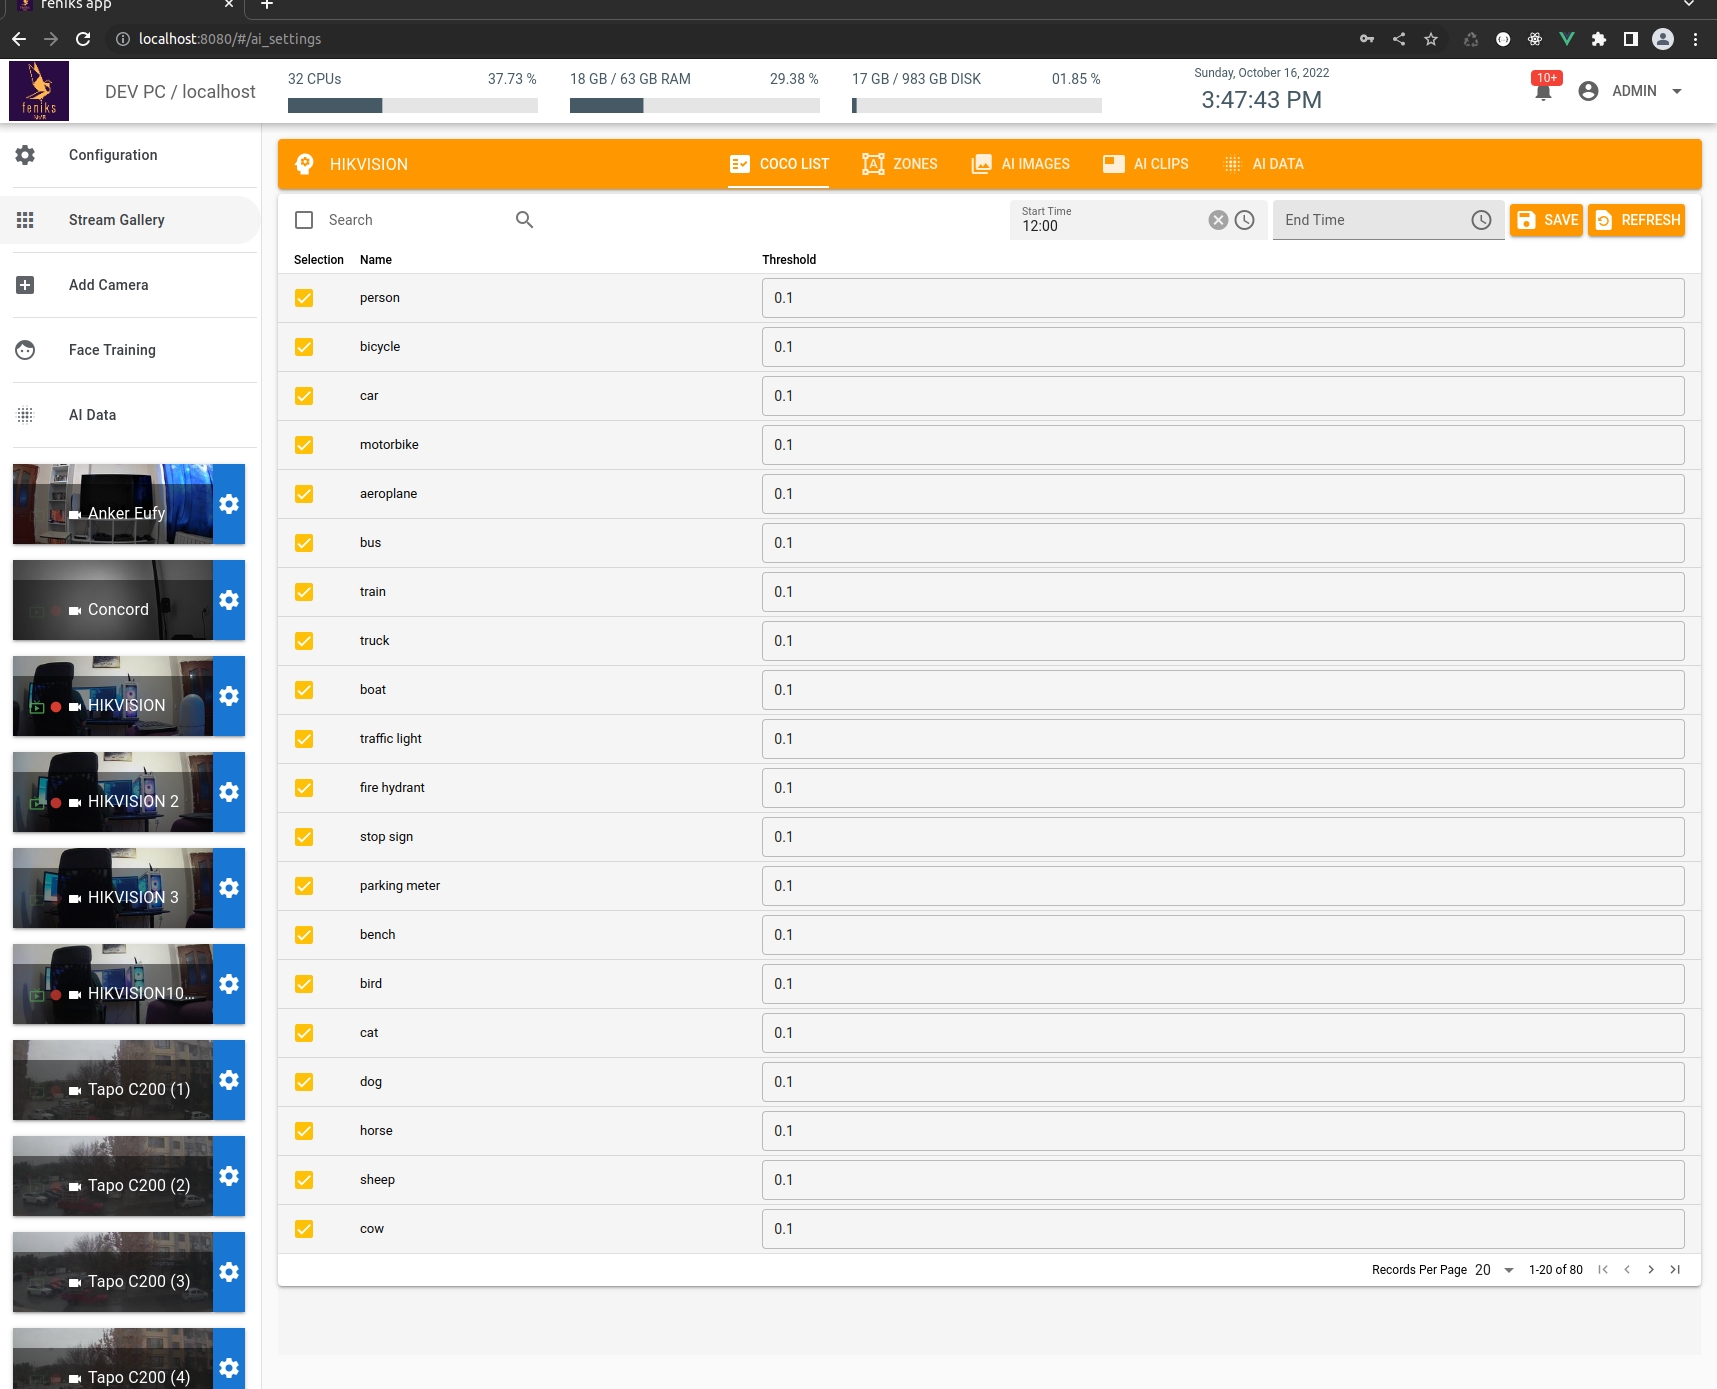 feniks app
localhost:8080/#/ai_settings
feniks
DEV PC / localhost
32 CPUs 37.73 %
18 GB / 63 GB RAM 29.38 %
17 GB / 983 GB DISK 01.85 %
Sunday, October 16, 2022
3:47:43 PM
10+
ADMIN
Configuration
Stream Gallery
Add Camera
Face Training
AI Data
Anker Eufy
Concord
HIKVISION
HIKVISION 2
HIKVISION 3
HIKVISION10...
Tapo C200 (1)
Tapo C200 (2)
Tapo C200 (3)
Tapo C200 (4)
HIKVISION
COCO LIST
ZONES
AI IMAGES
AI CLIPS
AI DATA
Search
Start Time
12:00
End Time
SAVE
REFRESH
Selection Name Threshold
person 0.1
bicycle 0.1
car 0.1
motorbike 0.1
aeroplane 0.1
bus 0.1
train 0.1
truck 0.1
boat 0.1
traffic light 0.1
fire hydrant 0.1
stop sign 0.1
parking meter 0.1
bench 0.1
bird 0.1
cat 0.1
dog 0.1
horse 0.1
sheep 0.1
cow 0.1
Records Per Page 20 1-20 of 80